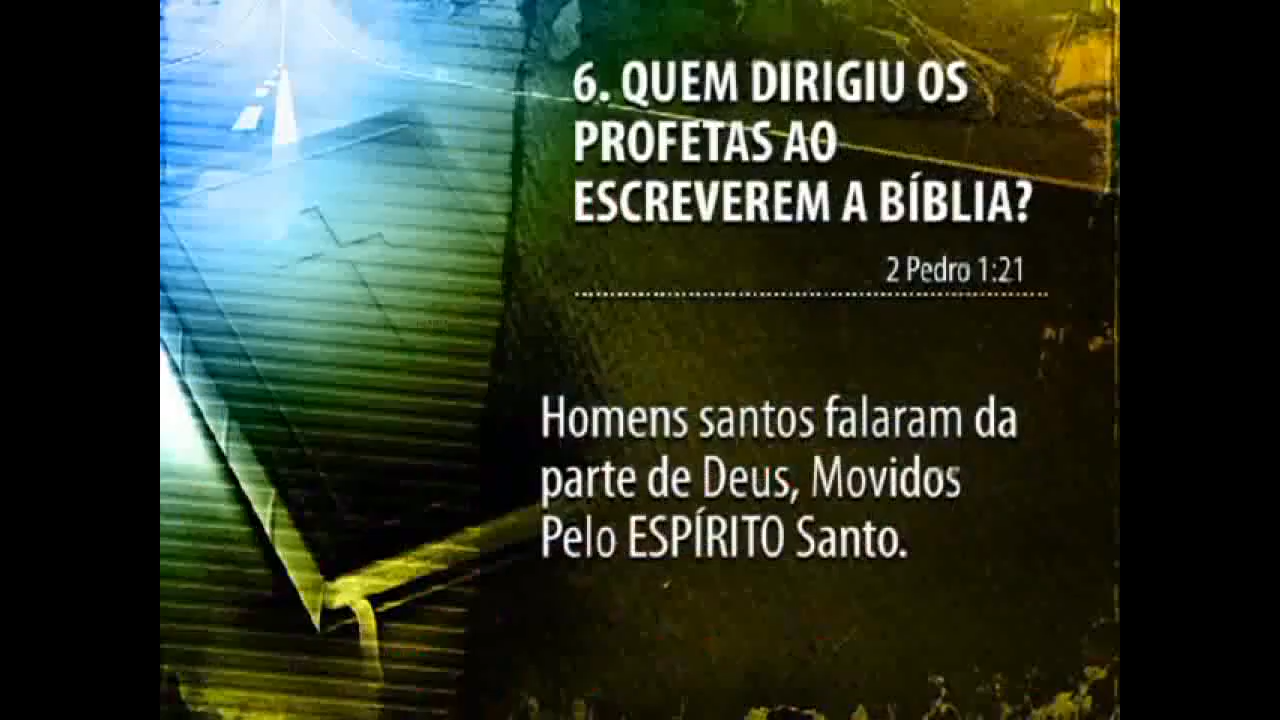 6. QUEM DIRIGIU OS
PROFETAS AO
ESCREVEREM A BÍBLIA?
2 Pedro 1:21
Homens santos falaram da
parte de Deus, Movidos
Pelo ESPÍRITO Santo.